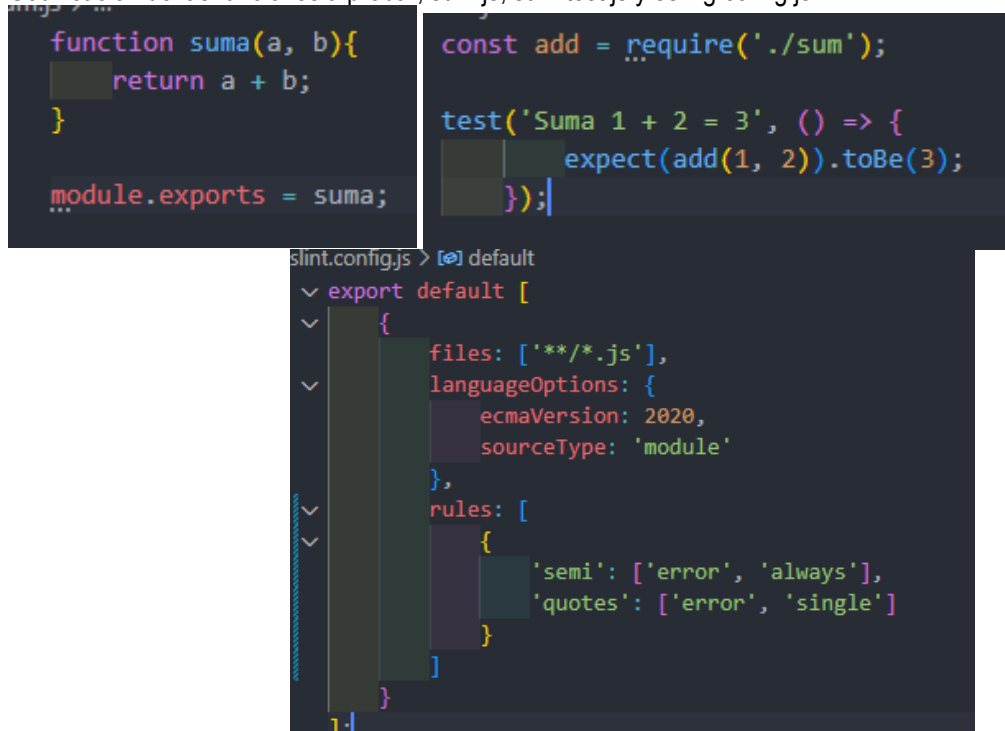 function suma(a, b){
return a + b;
}
module.exports = suma;
const add = require('./sum');
test('Suma 1 + 2 = 3', () => {
expect(add(1, 2)).toBe(3);
});
slint.config.js > default
export default [
{
files: ['**/*.js'],
languageOptions: {
ecmaVersion: 2020,
sourceType: 'module'
},
rules: [
{
'semi': ['error', 'always'],
'quotes': ['error', 'single']
}
]
}
];